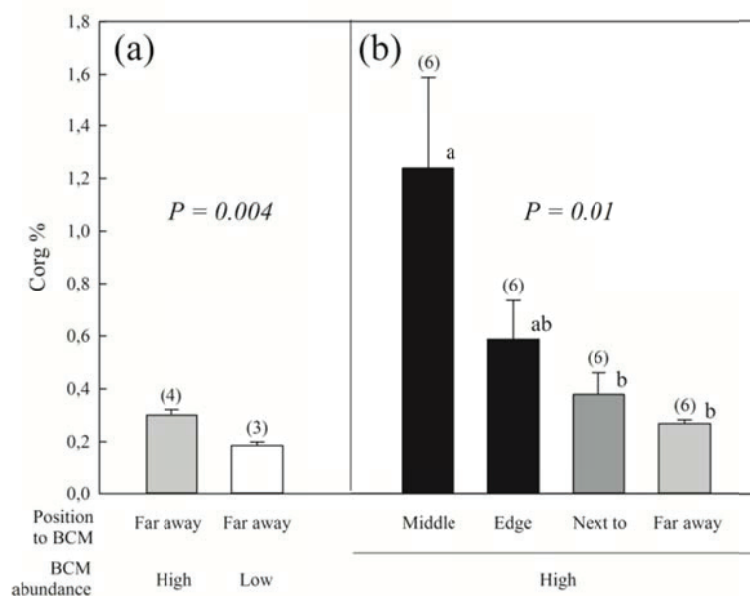 1,8
(a)
(b)
1,6
(6)
1,4
1,2
a
P = 0.004
P = 0.01
1,0
Corg %
0,8
(6)
0,6
ab
(6)
0,4
(4)
b
(6)
b
(3)
0,2
0,0
Position to BCM
Far away
Far away
Middle
Edge
Next to
Far away
BCM abundance
High
Low
High